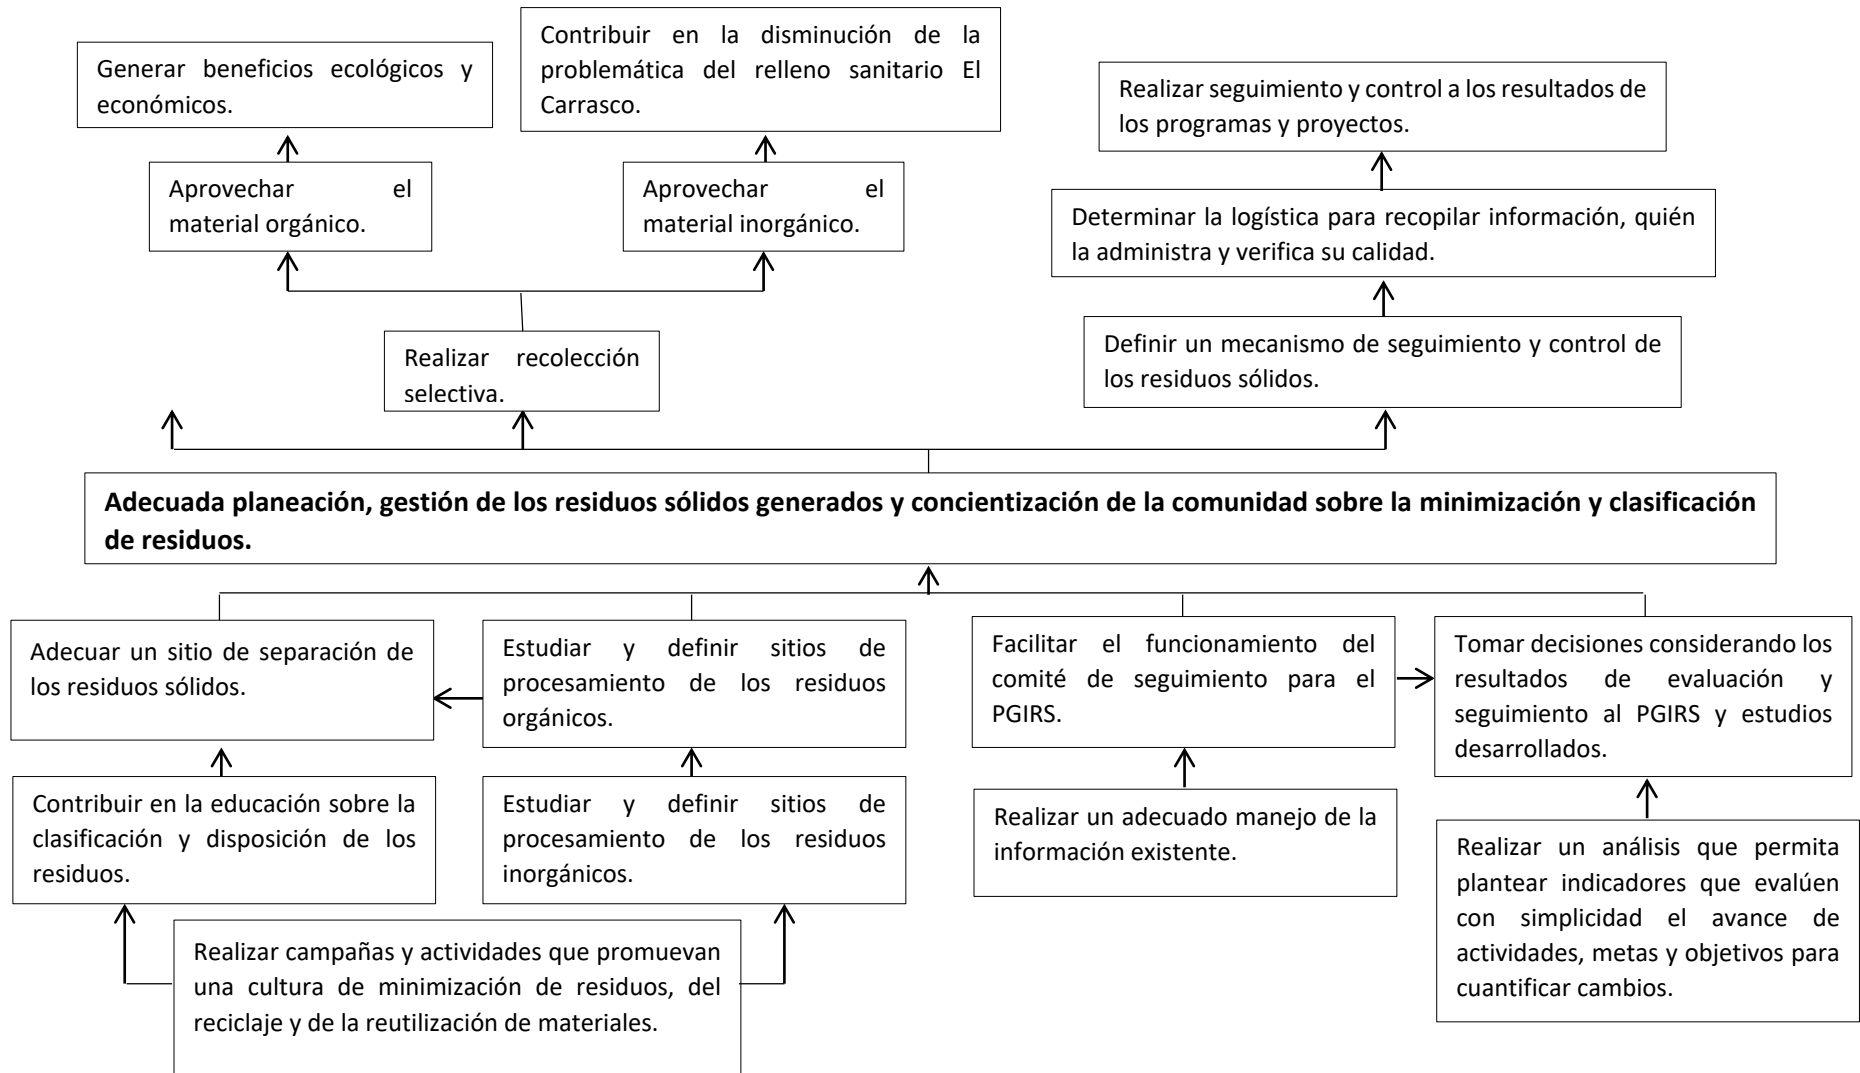 Generar beneficios ecológicos y
económicos.
Contribuir en la disminución de la
problemática del relleno sanitario El
Carrasco.
Realizar seguimiento y control a los resultados de
los programas y proyectos.
Aprovechar el
material orgánico.
Aprovechar el
material inorgánico.
Determinar la logística para recopilar información, quién
la administra y verifica su calidad.
Realizar recolección
selectiva.
Definir un mecanismo de seguimiento y control de
los residuos sólidos.
Adecuada planeación, gestión de los residuos sólidos generados y concientización de la comunidad sobre la minimización y clasificación
de residuos.
Adecuar un sitio de separación de
los residuos sólidos.
Estudiar y definir sitios de
procesamiento de los residuos
orgánicos.
Facilitar el funcionamiento del
comité de seguimiento para el
PGIRS.
Tomar decisiones considerando los
resultados de evaluación y
seguimiento al PGIRS y estudios
desarrollados.
Contribuir en la educación sobre la
clasificación y disposición de los
residuos.
Estudiar y definir sitios de
procesamiento de los residuos
inorgánicos.
Realizar un adecuado manejo de la
información existente.
Realizar un análisis que permita
plantear indicadores que evalúen
con simplicidad el avance de
actividades, metas y objetivos para
cuantificar cambios.
Realizar campañas y actividades que promuevan
una cultura de minimización de residuos, del
reciclaje y de la reutilización de materiales.